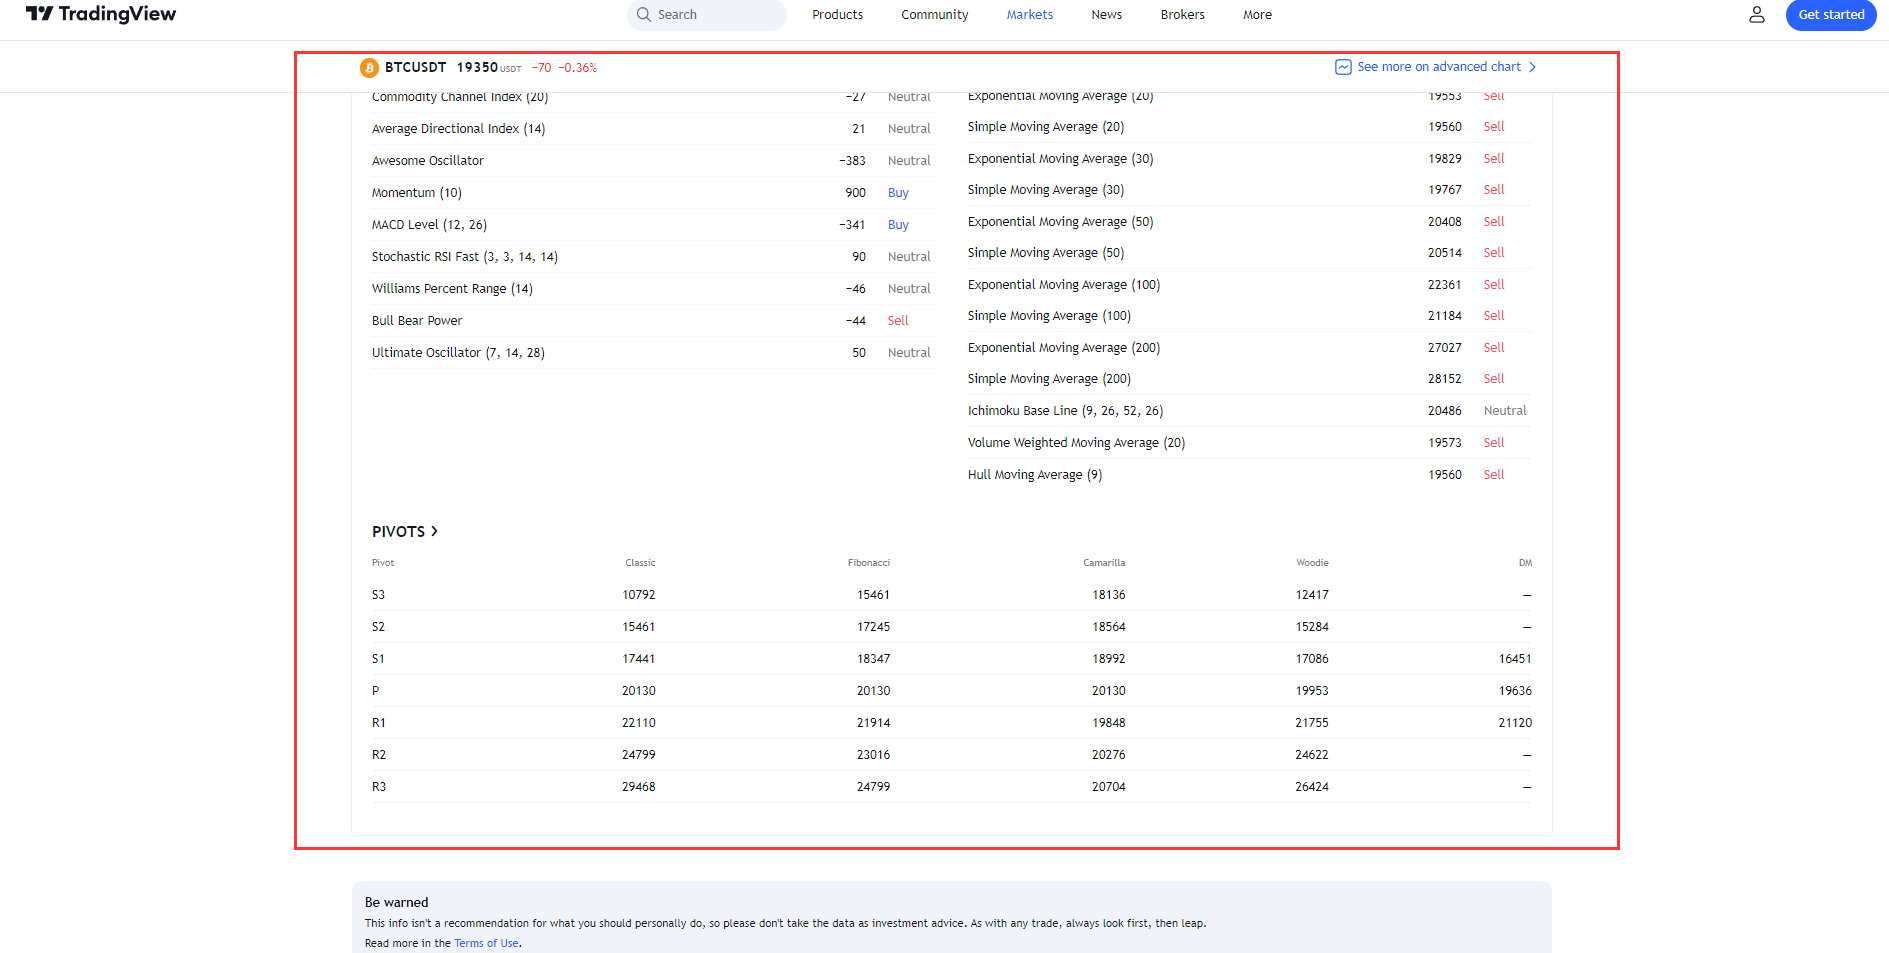 TradingView
Search
Products Community Markets News Brokers More
Get started
BTCUSDT 19350 USDT −70 −0.36%
See more on advanced chart
Commodity Channel Index (20) −27 Neutral
Average Directional Index (14) 21 Neutral
Awesome Oscillator −383 Neutral
Momentum (10) 900 Buy
MACD Level (12, 26) −341 Buy
Stochastic RSI Fast (3, 3, 14, 14) 90 Neutral
Williams Percent Range (14) −46 Neutral
Bull Bear Power −44 Sell
Ultimate Oscillator (7, 14, 28) 50 Neutral
Exponential Moving Average (20) 19553 Sell
Simple Moving Average (20) 19560 Sell
Exponential Moving Average (30) 19829 Sell
Simple Moving Average (30) 19767 Sell
Exponential Moving Average (50) 20408 Sell
Simple Moving Average (50) 20514 Sell
Exponential Moving Average (100) 22361 Sell
Simple Moving Average (100) 21184 Sell
Exponential Moving Average (200) 27027 Sell
Simple Moving Average (200) 28152 Sell
Ichimoku Base Line (9, 26, 52, 26) 20486 Neutral
Volume Weighted Moving Average (20) 19573 Sell
Hull Moving Average (9) 19560 Sell
PIVOTS
Pivot Classic Fibonacci Camarilla Woodie DM
S3 10792 15461 18136 12417 —
S2 15461 17245 18564 15284 —
S1 17441 18347 18992 17086 16451
P 20130 20130 20130 19953 19636
R1 22110 21914 19848 21755 21120
R2 24799 23016 20276 24622 —
R3 29468 24799 20704 26424 —
Be warned
This info isn't a recommendation for what you should personally do, so please don't take the data as investment advice. As with any trade, always look first, then leap.
Read more in the Terms of Use.